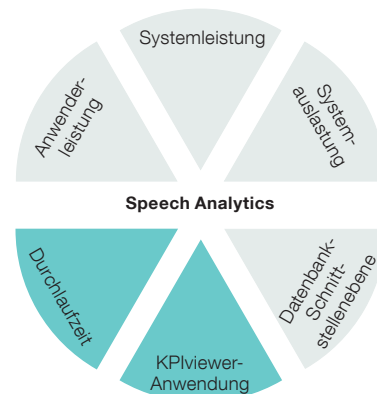 Systemleistung
Anwender-
leistung
System-
auslastung
Speech Analytics
Durchlaufzeit
KPIviewer-
Anwendung
Datenbank-
Schnitt-
stellenebene